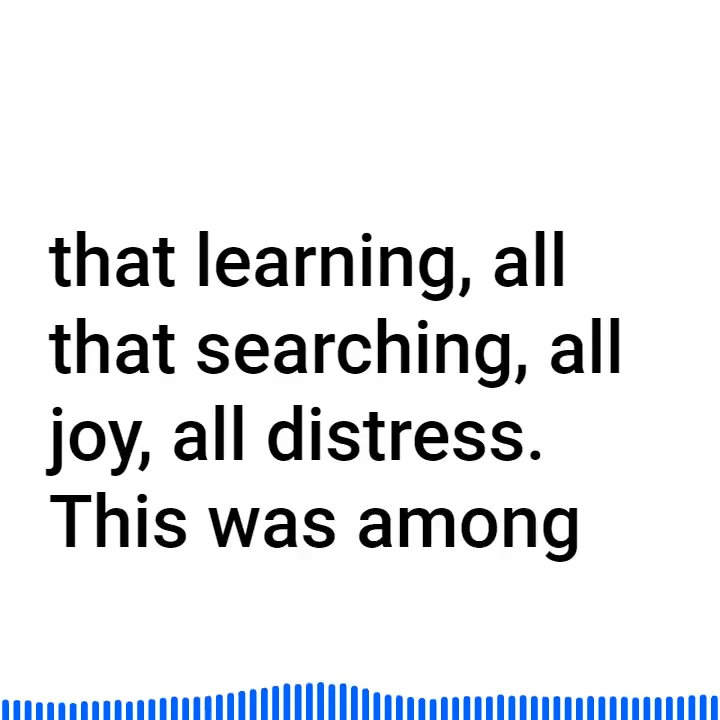 that learning, all
that searching, all
joy, all distress.
This was among